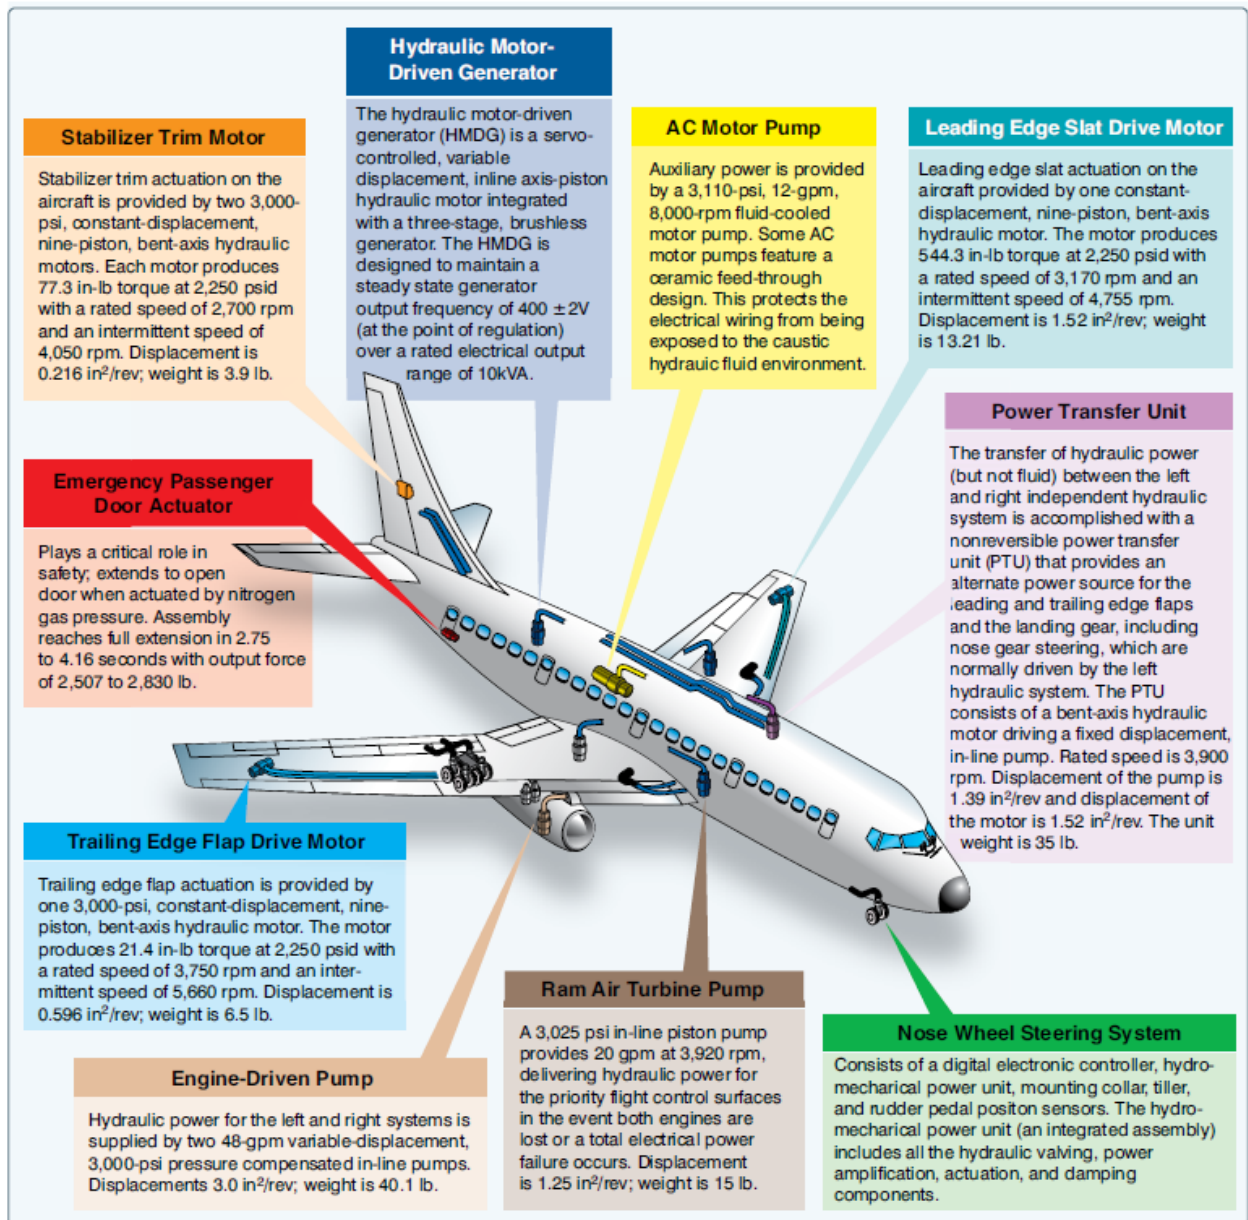 Hydraulic Motor-
Driven Generator
The hydraulic motor-driven
generator (HMDG) is a servo-
controlled, variable
displacement, inline axis-piston
hydraulic motor integrated
with a three-stage, brushless
generator. The HMDG is
designed to maintain a
steady state generator
output frequency of 400 ± 2V
(at the point of regulation)
over a rated electrical output
range of 10kVA.
Stabilizer Trim Motor
Stabilizer trim actuation on the
aircraft is provided by two 3,000-
psi, constant-displacement,
nine-piston, bent-axis hydraulic
motors. Each motor produces
77.3 in-lb torque at 2,250 psid
with a rated speed of 2,700 rpm
and an intermittent speed of
4,050 rpm. Displacement is
0.216 in²/rev; weight is 3.9 lb.
AC Motor Pump
Auxiliary power is provided
by a 3,110-psi, 12-gpm,
8,000-rpm fluid-cooled
motor pump. Some AC
motor pumps feature a
ceramic feed-through
design. This protects the
electrical wiring from being
exposed to the caustic
hydrauic fluid environment.
Leading Edge Slat Drive Motor
Leading edge slat actuation on the
aircraft provided by one constant-
displacement, nine-piston, bent-axis
hydraulic motor. The motor produces
544.3 in-lb torque at 2,250 psid with
a rated speed of 3,170 rpm and an
intermittent speed of 4,755 rpm.
Displacement is 1.52 in²/rev; weight
is 13.21 lb.
Power Transfer Unit
The transfer of hydraulic power
(but not fluid) between the left
and right independent hydraulic
system is accomplished with a
nonreversible power transfer
unit (PTU) that provides an
alternate power source for the
leading and trailing edge flaps
and the landing gear, including
nose gear steering, which are
normally driven by the left
hydraulic system. The PTU
consists of a bent-axis hydraulic
motor driving a fixed displacement,
in-line pump. Rated speed is 3,900
rpm. Displacement of the pump is
1.39 in²/rev and displacement of
the motor is 1.52 in²/rev. The unit
weight is 35 lb.
Emergency Passenger
Door Actuator
Plays a critical role in
safety; extends to open
door when actuated by nitrogen
gas pressure. Assembly
reaches full extension in 2.75
to 4.16 seconds with output force
of 2,507 to 2,830 lb.
Trailing Edge Flap Drive Motor
Trailing edge flap actuation is provided by
one 3,000-psi, constant-displacement, nine-
piston, bent-axis hydraulic motor. The motor
produces 21.4 in-lb torque at 2,250 psid with
a rated speed of 3,750 rpm and an inter-
mittent speed of 5,660 rpm. Displacement is
0.596 in²/rev; weight is 6.5 lb.
Engine-Driven Pump
Hydraulic power for the left and right systems is
supplied by two 48-gpm variable-displacement,
3,000-psi pressure compensated in-line pumps.
Displacements 3.0 in²/rev; weight is 40.1 lb.
Ram Air Turbine Pump
A 3,025 psi in-line piston pump
provides 20 gpm at 3,920 rpm,
delivering hydraulic power for
the priority flight control surfaces
in the event both engines are
lost or a total electrical power
failure occurs. Displacement
is 1.25 in²/rev; weight is 15 lb.
Nose Wheel Steering System
Consists of a digital electronic controller, hydro-
mecharical power unit, mounting collar, tiller,
and rudder pedal positon sensors. The hydro-
mecharical power unit (an integrated assembly)
includes all the hydraulic valving, power
amplification, actuation, and damping
components.